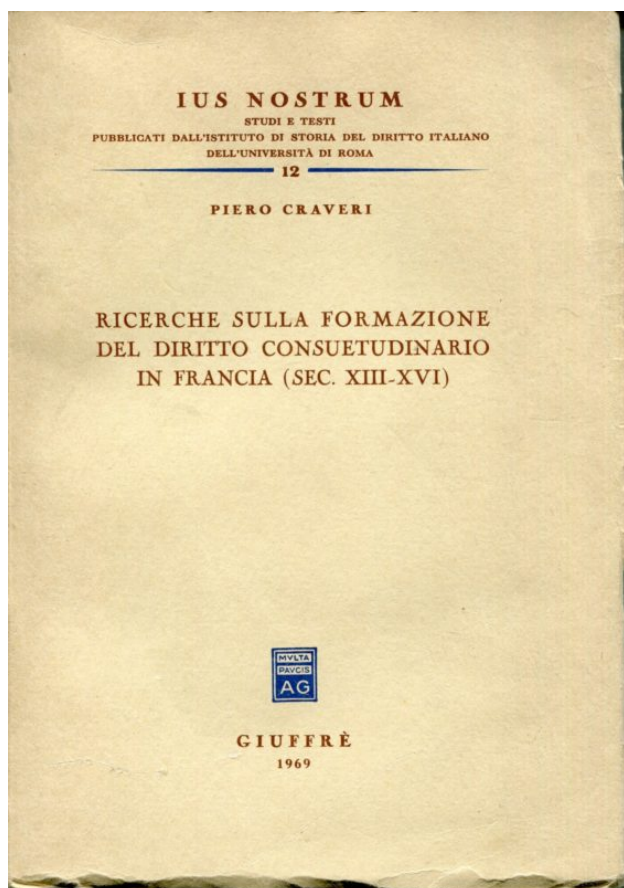 IUS NOSTRUM
STUDI E TESTI
PUBBLICATI DALL'ISTITUTO DI STORIA DEL DIRITTO ITALIANO
DELL'UNIVERSITÀ DI ROMA
12
PIERO CRAVERI
RICERCHE SULLA FORMAZIONE
DEL DIRITTO CONSUETUDINARIO
IN FRANCIA (SEC. XIII-XVI)
MVLTA
PAVCIS
AG
GIUFFRÈ
1969